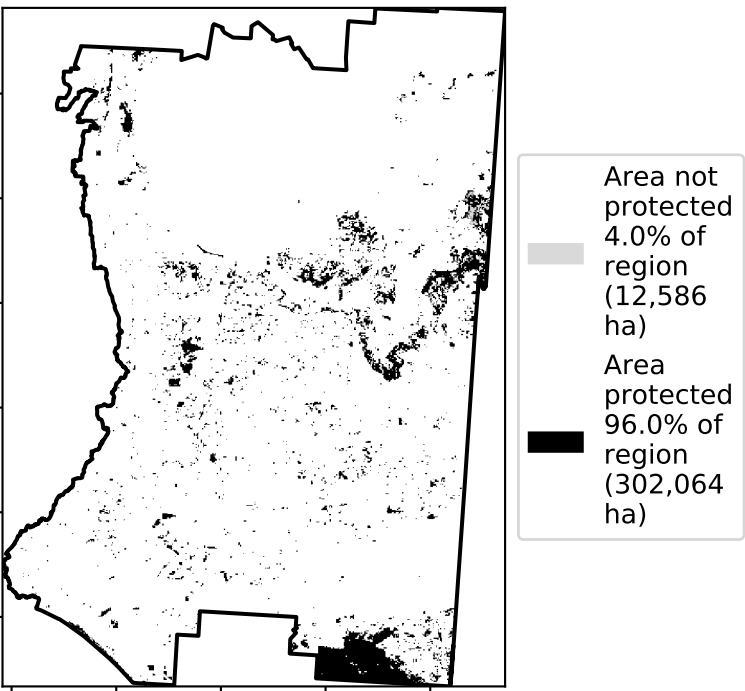 Area not
protected
4.0% of
region
(12,586
ha)
Area
protected
96.0% of
region
(302,064
ha)